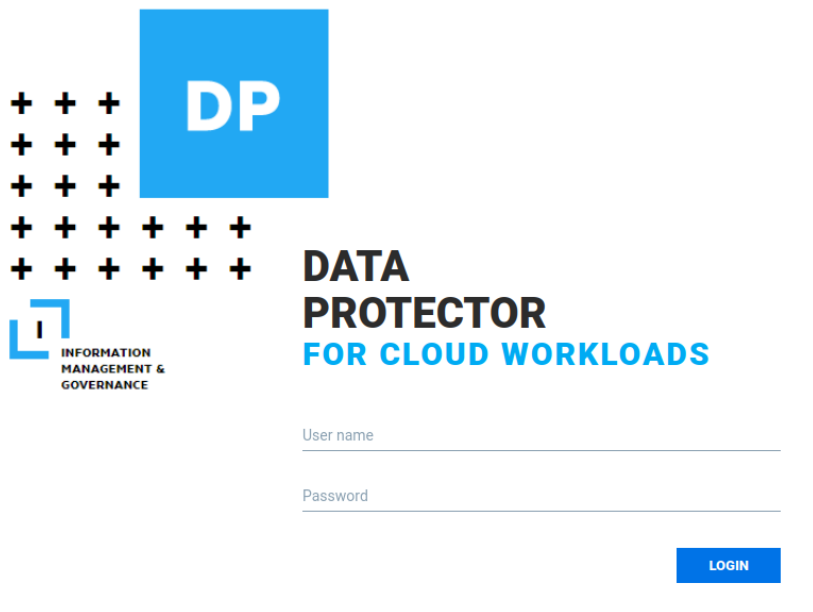 DP
I
INFORMATION
MANAGEMENT &
GOVERNANCE
DATA
PROTECTOR
FOR CLOUD WORKLOADS
User name
Password
LOGIN